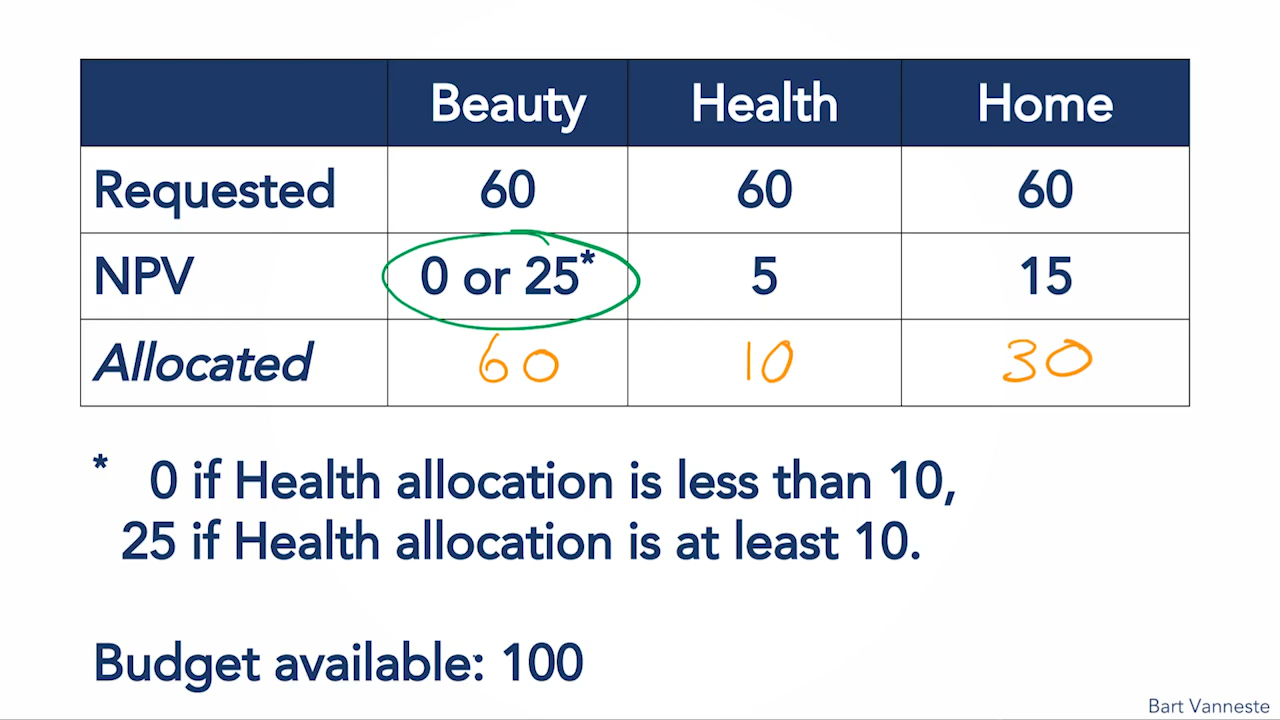 Beauty Health Home
Requested 60 60 60
NPV 0 or 25* 5 15
Allocated 60 10 30
* 0 if Health allocation is less than 10,
25 if Health allocation is at least 10.
Budget available: 100
Bart Vanneste